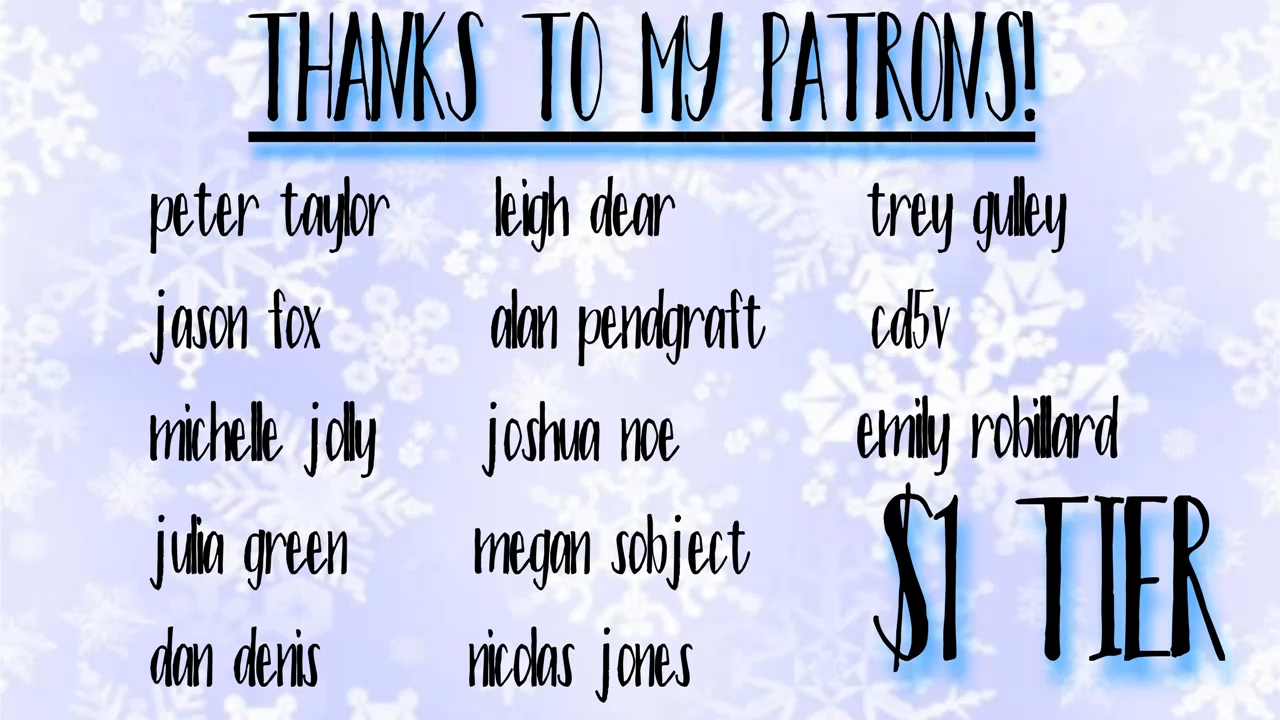 THANKS TO MY PATRONS!
peter taylor leigh dear trey gulley
jason fox alan pendgraft cd5v
michelle jolly joshua noe emily robillard
julia green megan sobject
dan denis nicolas jones
$1 TIER